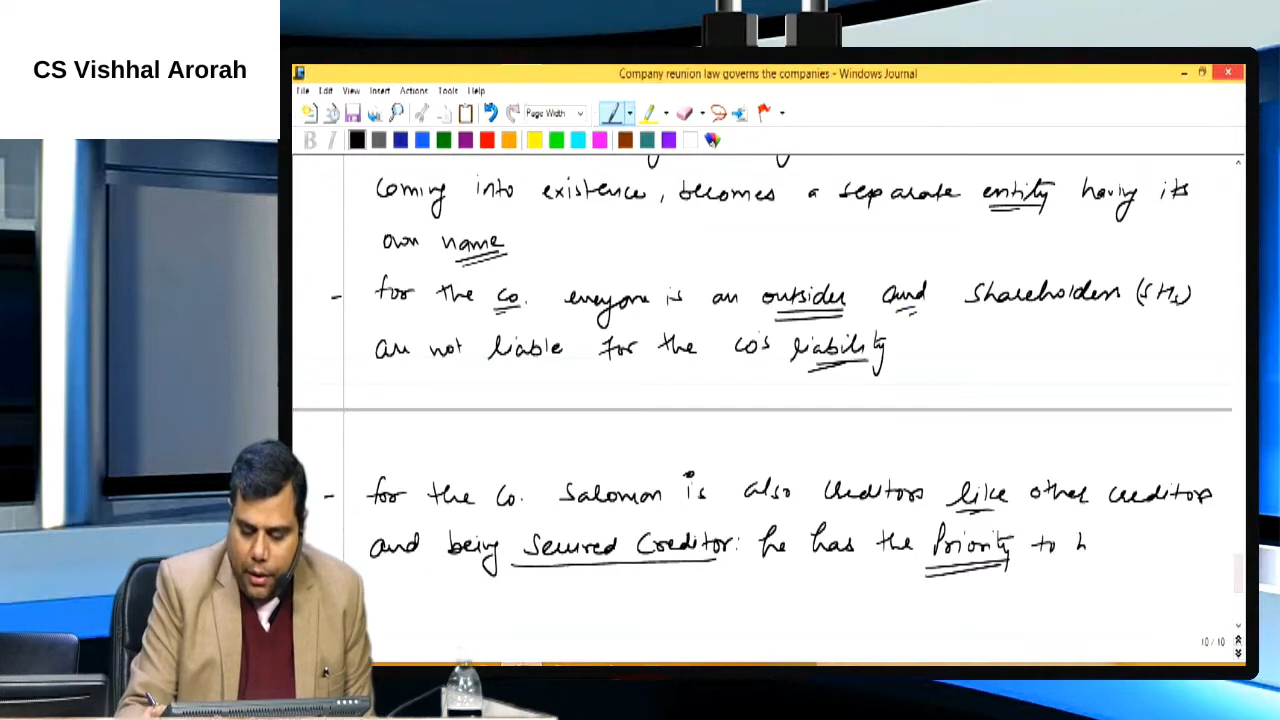 CS Vishhal Arorah
Company reunion law governs the companies - Windows Journal
File Edit View Insert Actions Tools Help
Page Width
B I
coming into existence, becomes a separate entity having its
own name
- for the co. everyone is an outsider and shareholders (SHs)
are not liable for the co's liability
- for the co. Salomon is also creditors like other creditors
and being secured creditor: he has the Priority to
10 / 10